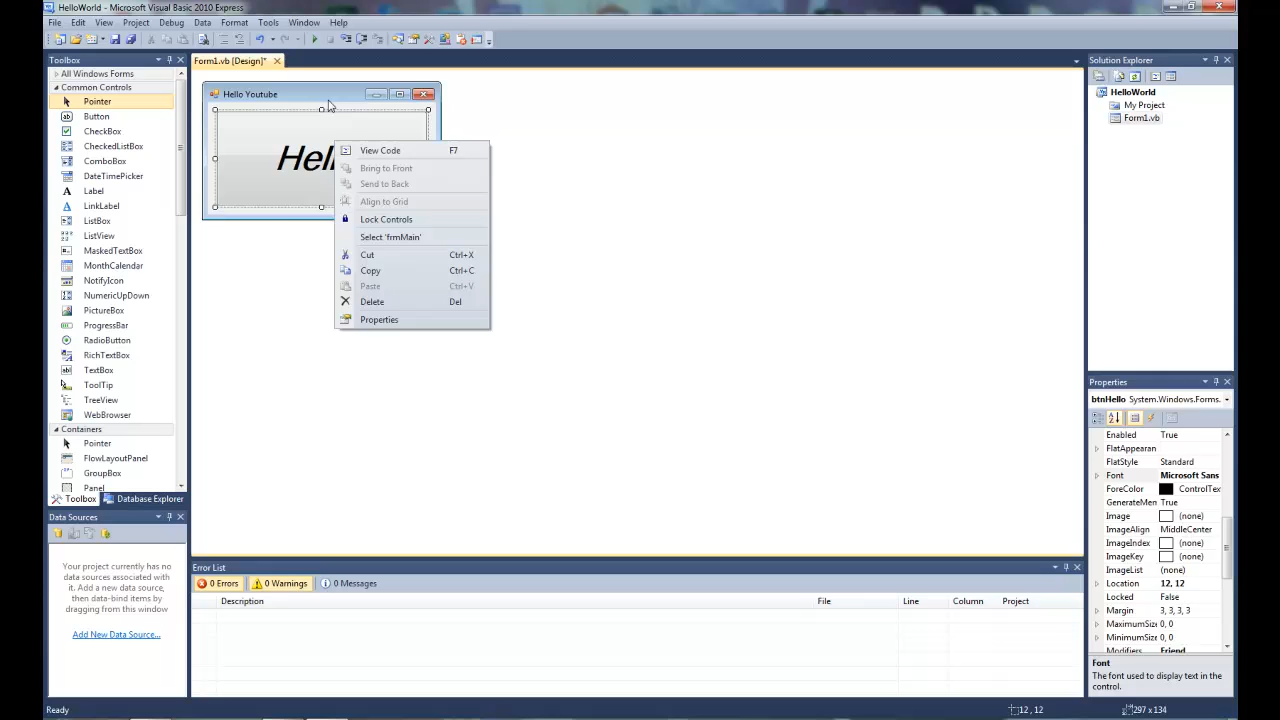 HelloWorld - Microsoft Visual Basic 2010 Express
File Edit View Project Debug Data Format Tools Window Help
Toolbox
All Windows Forms
Common Controls
Pointer
Button
CheckBox
CheckedListBox
ComboBox
DateTimePicker
Label
LinkLabel
ListBox
ListView
MaskedTextBox
MonthCalendar
NotifyIcon
NumericUpDown
PictureBox
ProgressBar
RadioButton
RichTextBox
TextBox
ToolTip
TreeView
WebBrowser
Containers
Pointer
FlowLayoutPanel
GroupBox
Panel
Toolbox Database Explorer
Data Sources
Your project currently has
no data sources associated
with it. Add a new data source,
then data-bind items by
dragging from this window
Add New Data Source...
Form1.vb [Design]*
Hello Youtube
View Code F7
Bring to Front
Send to Back
Align to Grid
Lock Controls
Select 'frmMain'
Cut Ctrl+X
Copy Ctrl+C
Paste Ctrl+V
Delete Del
Properties
Error List
0 Errors 0 Warnings 0 Messages
Description File Line Column Project
Solution Explorer
HelloWorld
My Project
Form1.vb
Properties
btnHello System.Windows.Forms.
Enabled True
FlatAppearan
FlatStyle Standard
Font Microsoft Sans
ForeColor ControlTex
GenerateMen True
Image (none)
ImageAlign MiddleCenter
ImageIndex (none)
ImageKey (none)
ImageList (none)
Location 12, 12
Locked False
Margin 3, 3, 3, 3
MaximumSiz 0, 0
MinimumSiz 0, 0
Modifiers Friend
Font
The font used to display text in the
control.
Ready 12 , 12 297 x 134